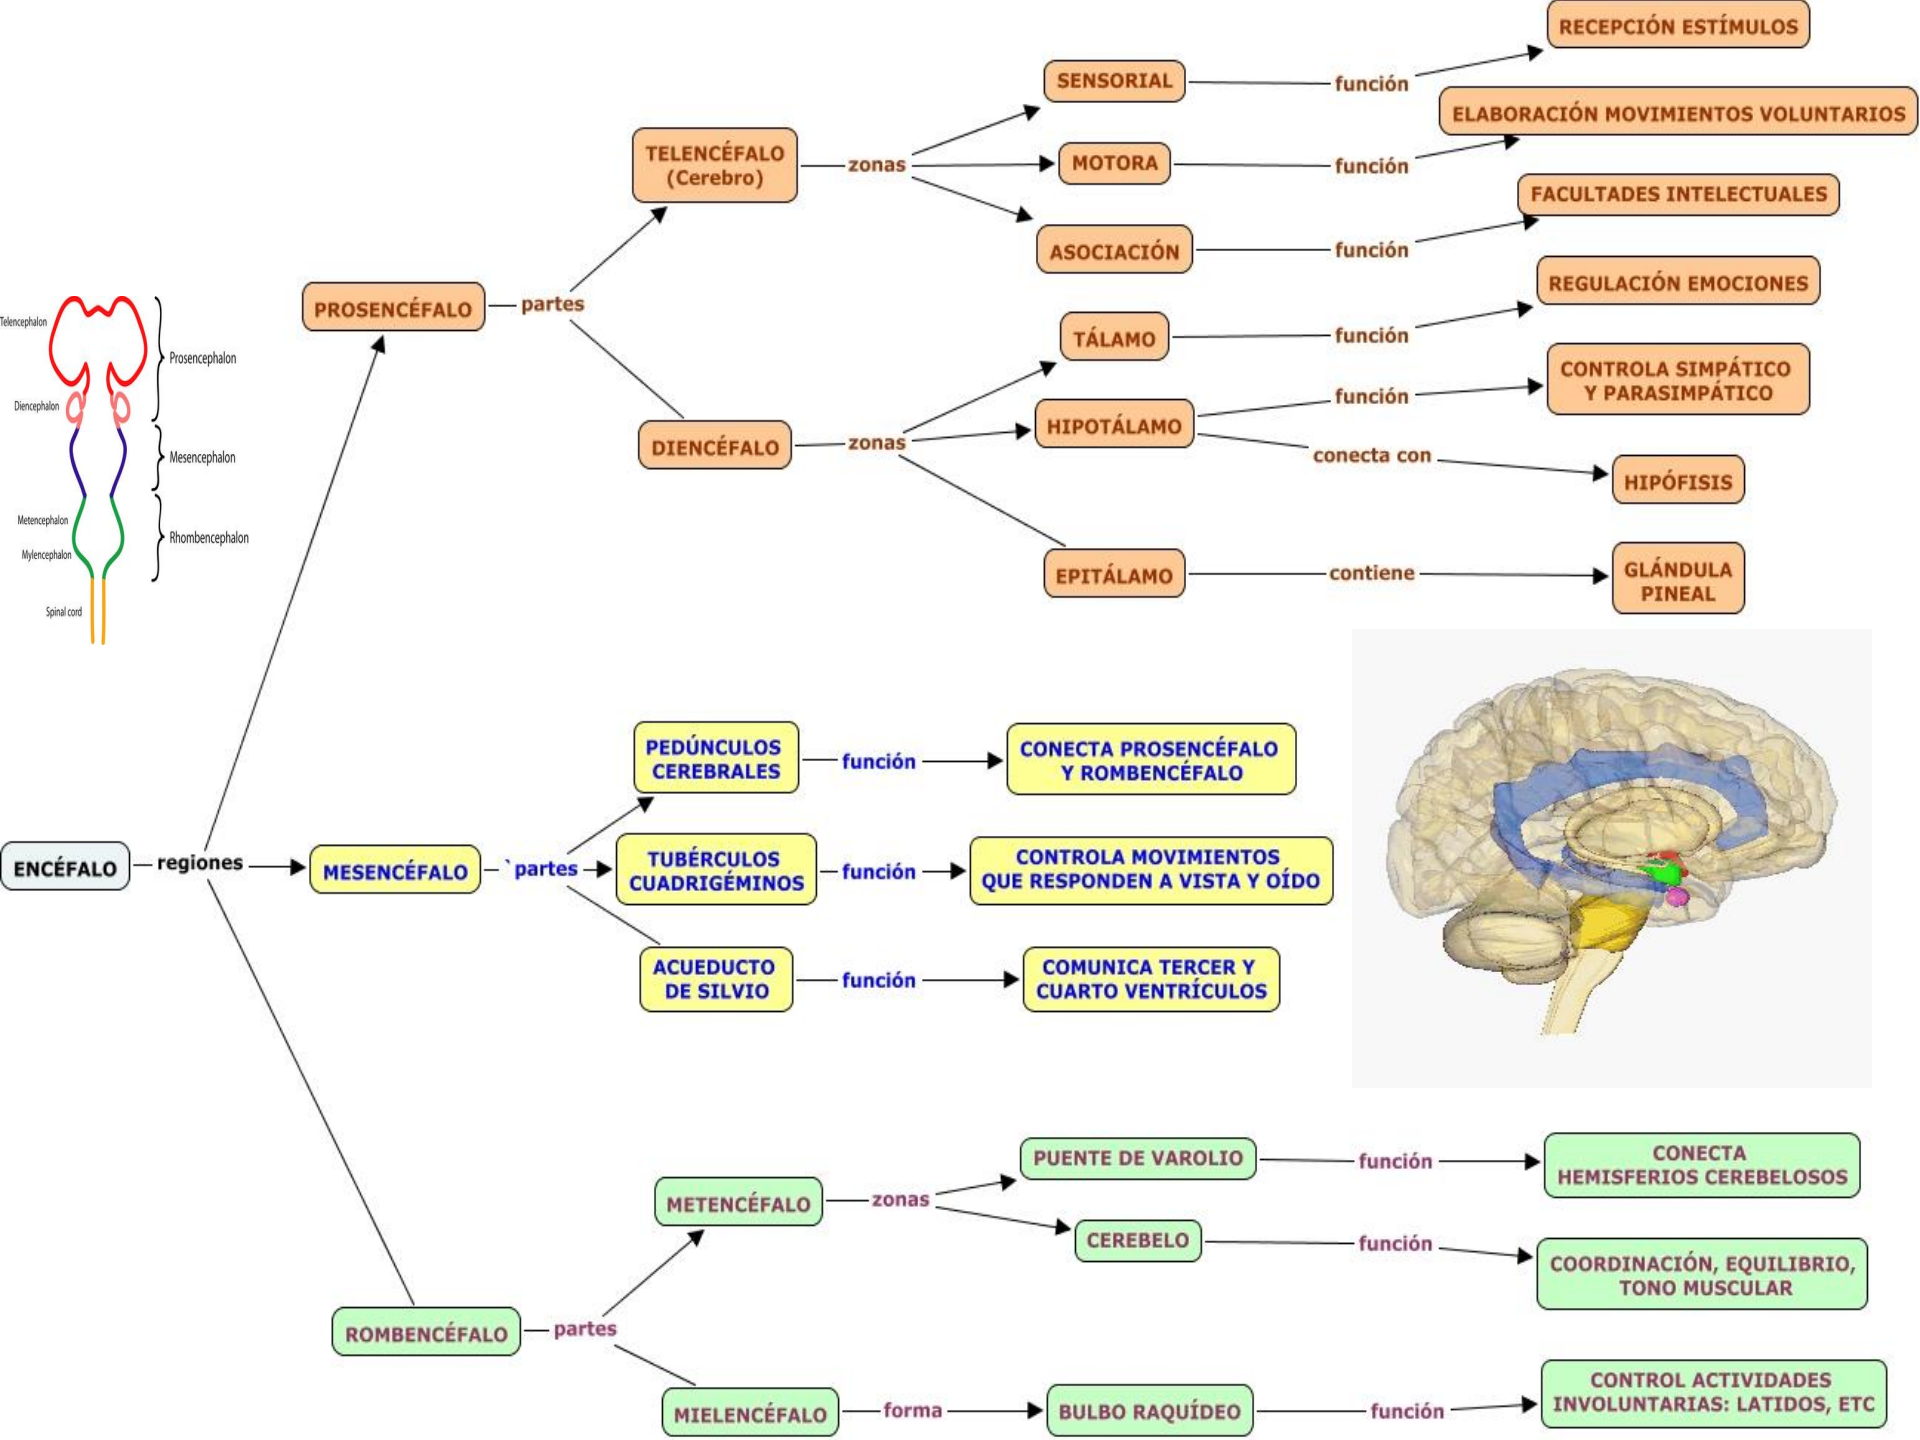 RECEPCIÓN ESTÍMULOS
SENSORIAL
función
ELABORACIÓN MOVIMIENTOS VOLUNTARIOS
TELENCÉFALO
(Cerebro)
zonas
MOTORA
función
FACULTADES INTELECTUALES
ASOCIACIÓN
función
REGULACIÓN EMOCIONES
PROSENCÉFALO
partes
TÁLAMO
función
CONTROLA SIMPÁTICO
Y PARASIMPÁTICO
función
HIPOTÁLAMO
DIENCÉFALO
zonas
conecta con
HIPÓFISIS
EPITÁLAMO
contiene
GLÁNDULA
PINEAL
Telencephalon
Prosencephalon
Diencephalon
Mesencephalon
Metencephalon
Rhombencephalon
Mylencephalon
Spinal cord
PEDÚNCULOS
CEREBRALES
función
CONECTA PROSENCÉFALO
Y ROMBENCÉFALO
ENCÉFALO
regiones
MESENCÉFALO
`partes
TUBÉRCULOS
CUADRIGÉMINOS
función
CONTROLA MOVIMIENTOS
QUE RESPONDEN A VISTA Y OÍDO
ACUEDUCTO
DE SILVIO
función
COMUNICA TERCER Y
CUARTO VENTRÍCULOS
PUENTE DE VAROLIO
función
CONECTA
HEMISFERIOS CEREBELOSOS
METENCÉFALO
zonas
CEREBELO
función
COORDINACIÓN, EQUILIBRIO,
TONO MUSCULAR
ROMBENCÉFALO
partes
MIELENCÉFALO
forma
BULBO RAQUÍDEO
función
CONTROL ACTIVIDADES
INVOLUNTARIAS: LATIDOS, ETC